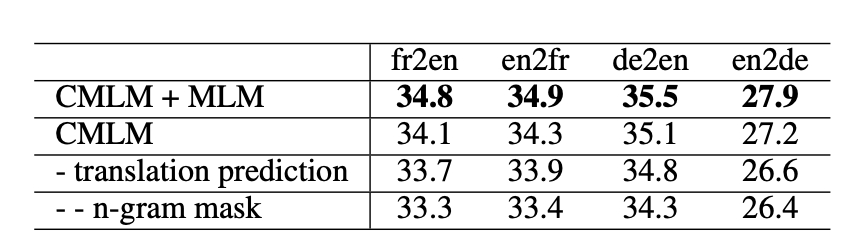 fr2en en2fr de2en en2de
CMLM + MLM 34.8 34.9 35.5 27.9
CMLM 34.1 34.3 35.1 27.2
- translation prediction 33.7 33.9 34.8 26.6
- - n-gram mask 33.3 33.4 34.3 26.4